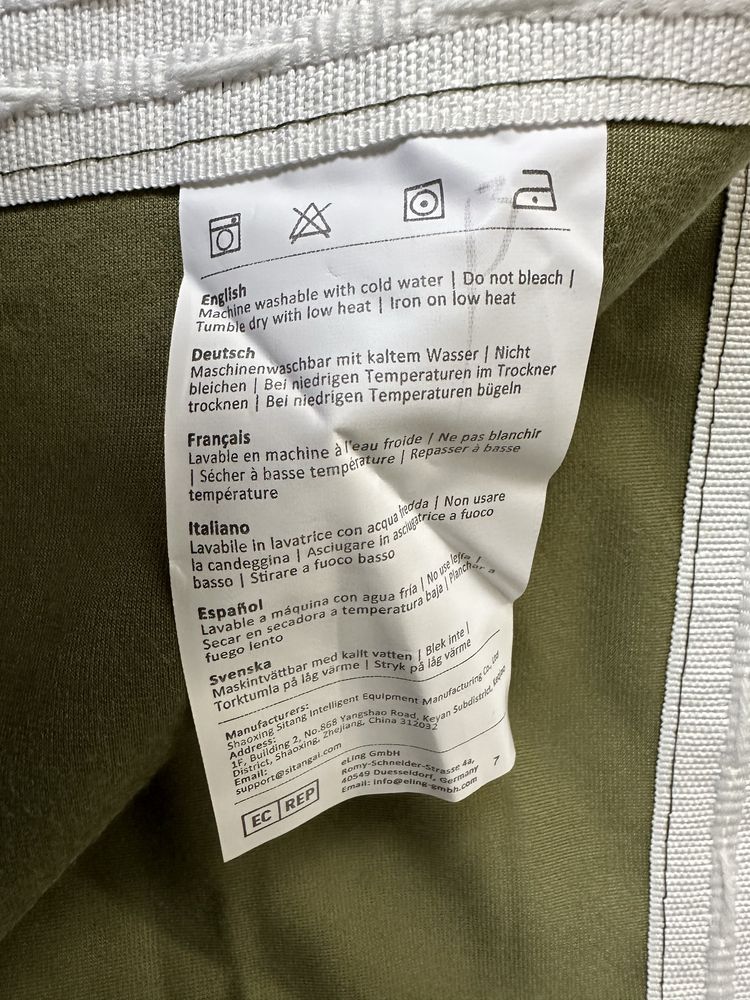 English
Machine washable with cold water | Do not bleach |
Tumble dry with low heat | Iron on low heat
Deutsch
Maschinenwaschbar mit kaltem Wasser | Nicht
bleichen | Bei niedrigen Temperaturen im Trockner
trocknen | Bei niedrigen Temperaturen bügeln
Français
Lavable en machine à l'eau froide / Ne pas blanchir
| Sécher à basse température | Repasser à basse
température
Italiano
Lavabile in lavatrice con acqua fredda | Non usare
la candeggina | Asciugare in asciugatrice a fuoco
basso | Stirare a fuoco basso
Español
Lavable a máquina con agua fría | No use lejía |
Secar en secadora a temperatura baja | Planchar a
fuego lento
Svenska
Maskintvättbar med kallt vatten | Blek inte |
Torktumla på låg värme | Stryk på låg värme
Manufacturers:
Shaoxing Sitang Intelligent Equipment Manufacturing Co., Ltd
Address:
1F, Building 2, No.868 Yangshao Road, Keyan Subdistrict, Keqiao
District, Shaoxing, Zhejiang, China 312032
Email:
support@sitangai.com
EC REP
eLing GmbH
Romy-Schneider-Strasse 4a,
40549 Duesseldorf, Germany
Email: info@eling-gmbh.com
7